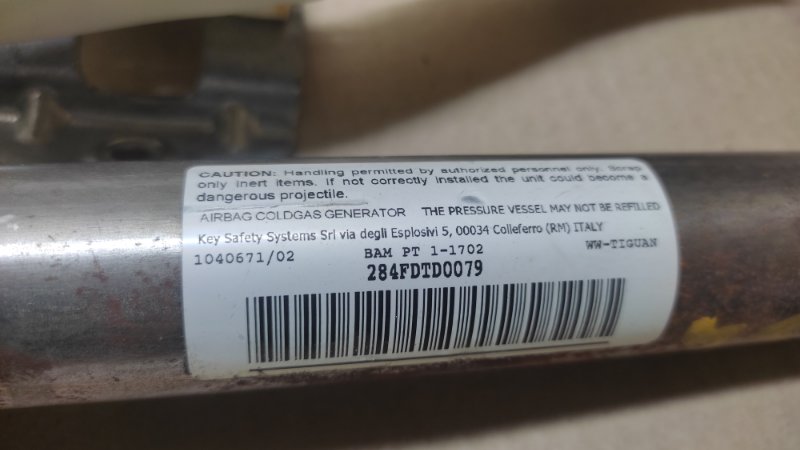 CAUTION: Handling permitted by authorized personnel only. Scrap
only inert items. If not correctly installed the unit could become a
dangerous projectile.
AIRBAG COLDGAS GENERATOR THE PRESSURE VESSEL MAY NOT BE REFILLED
Key Safety Systems Srl via degli Esplosivi 5, 00034 Colleferro (RM) ITALY
1040671/02 BAM PT 1-1702 WW-TIGUAN
284FDTD0079